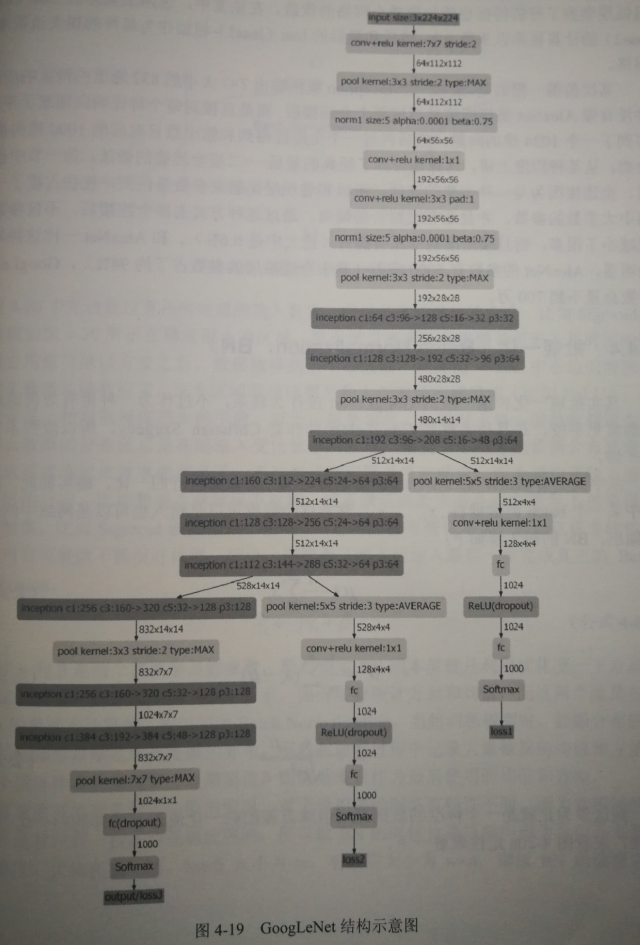 input size:3x224x224
conv+relu kernel:7x7 stride:2
64x112x112
pool kernel:3x3 stride:2 type:MAX
64x112x112
norm1 size:5 alpha:0.0001 beta:0.75
64x56x56
conv+relu kernel:1x1
192x56x56
conv+relu kernel:3x3 pad:1
192x56x56
norm1 size:5 alpha:0.0001 beta:0.75
192x56x56
pool kernel:3x3 stride:2 type:MAX
192x28x28
inception c1:64 c3:96->128 c5:16->32 p3:32
256x28x28
inception c1:128 c3:128->192 c5:32->96 p3:64
480x28x28
pool kernel:3x3 stride:2 type:MAX
480x14x14
inception c1:192 c3:96->208 c5:16->48 p3:64
512x14x14
512x14x14
inception c1:160 c3:112->224 c5:24->64 p3:64
pool kernel:5x5 stride:3 type:AVERAGE
512x14x14
512x4x4
inception c1:128 c3:128->256 c5:24->64 p3:64
conv+relu kernel:1x1
512x14x14
128x4x4
inception c1:112 c3:144->288 c5:32->64 p3:64
fc
528x14x14
1024
inception c1:256 c3:160->320 c5:32->128 p3:128
pool kernel:5x5 stride:3 type:AVERAGE
ReLU(dropout)
832x14x14
528x4x4
1024
pool kernel:3x3 stride:2 type:MAX
conv+relu kernel:1x1
fc
832x7x7
128x4x4
1000
inception c1:256 c3:160->320 c5:32->128 p3:128
fc
Softmax
1024x7x7
1024
inception c1:384 c3:192->384 c5:48->128 p3:128
ReLU(dropout)
loss1
832x7x7
1024
pool kernel:7x7 type:MAX
fc
1024x1x1
1000
fc(dropout)
Softmax
1000
Softmax
loss2
output/loss3
图 4-19 GoogLeNet 结构示意图